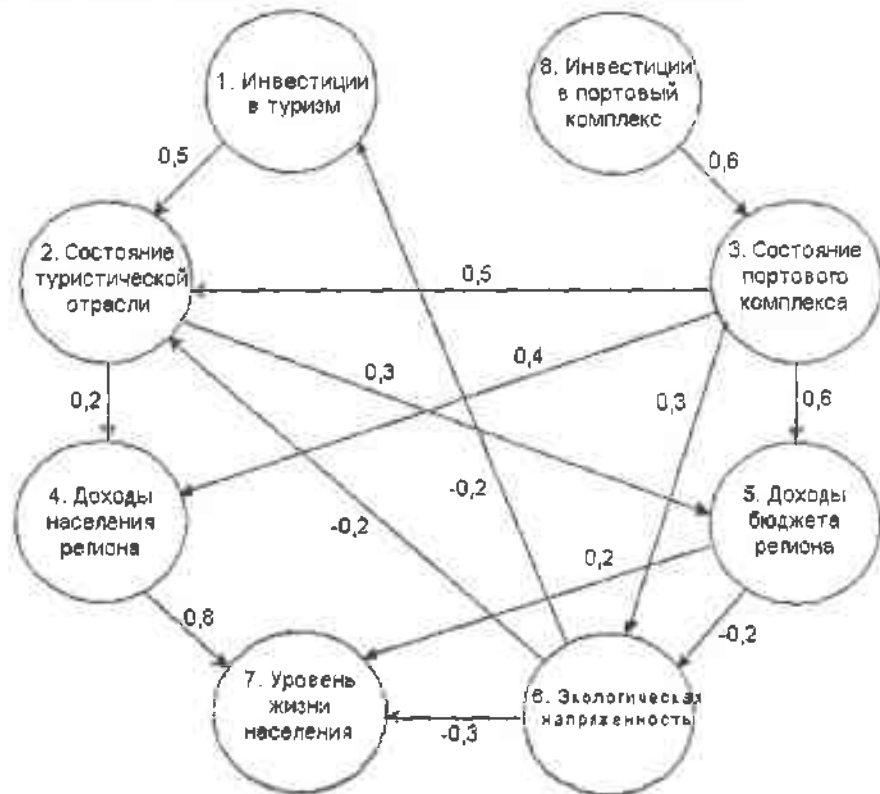 1. Инвестиции
в туризм
8. Инвестиции
в портовый
комплекс
0,5
0,6
2. Состояние
туристической
отрасли
3. Состояние
портового
комплекса
0,5
0,4
0,3
0,2
0,3
0,6
4. Доходы
населения
региона
-0,2
-0,2
5. Доходы
бюджета
региона
0,2
0,8
-0,2
7. Уровень
жизни
населения
6. Экологическая
напряженность
-0,3